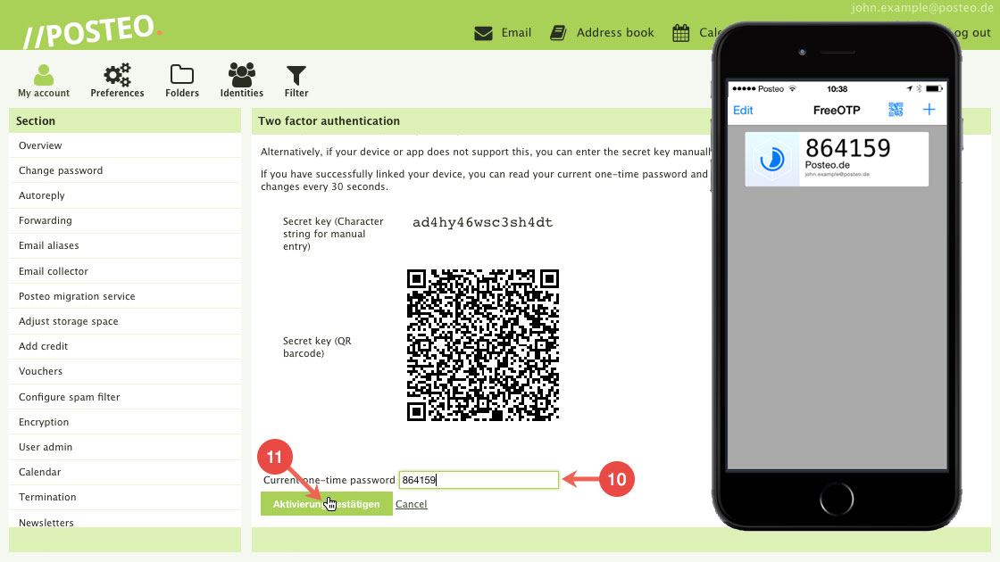 john.example@posteo.de
//POSTEO.
Email
Address book
og out
My account
Preferences
Folders
Identities
Filter
Section
Overview
Change password
Autoreply
Forwarding
Email aliases
Email collector
Posteo migration service
Adjust storage space
Add credit
Vouchers
Configure spam filter
Encryption
User admin
Calendar
Termination
Newsletters
Two factor authentication
Alternatively, if your device or app does not support this, you can enter the secret key manuall
If you have successfully linked your device, you can read your current one-time password and
changes every 30 seconds.
Secret key (Character
string for manual
entry)
ad4hy46wsc3sh4dt
Secret key (QR
barcode)
11
Current one-time password
864159
10
Aktivierung bestätigen
Cancel
Posteo
10:38
Edit
FreeOTP
864159
Posteo.de
john.example@posteo.de